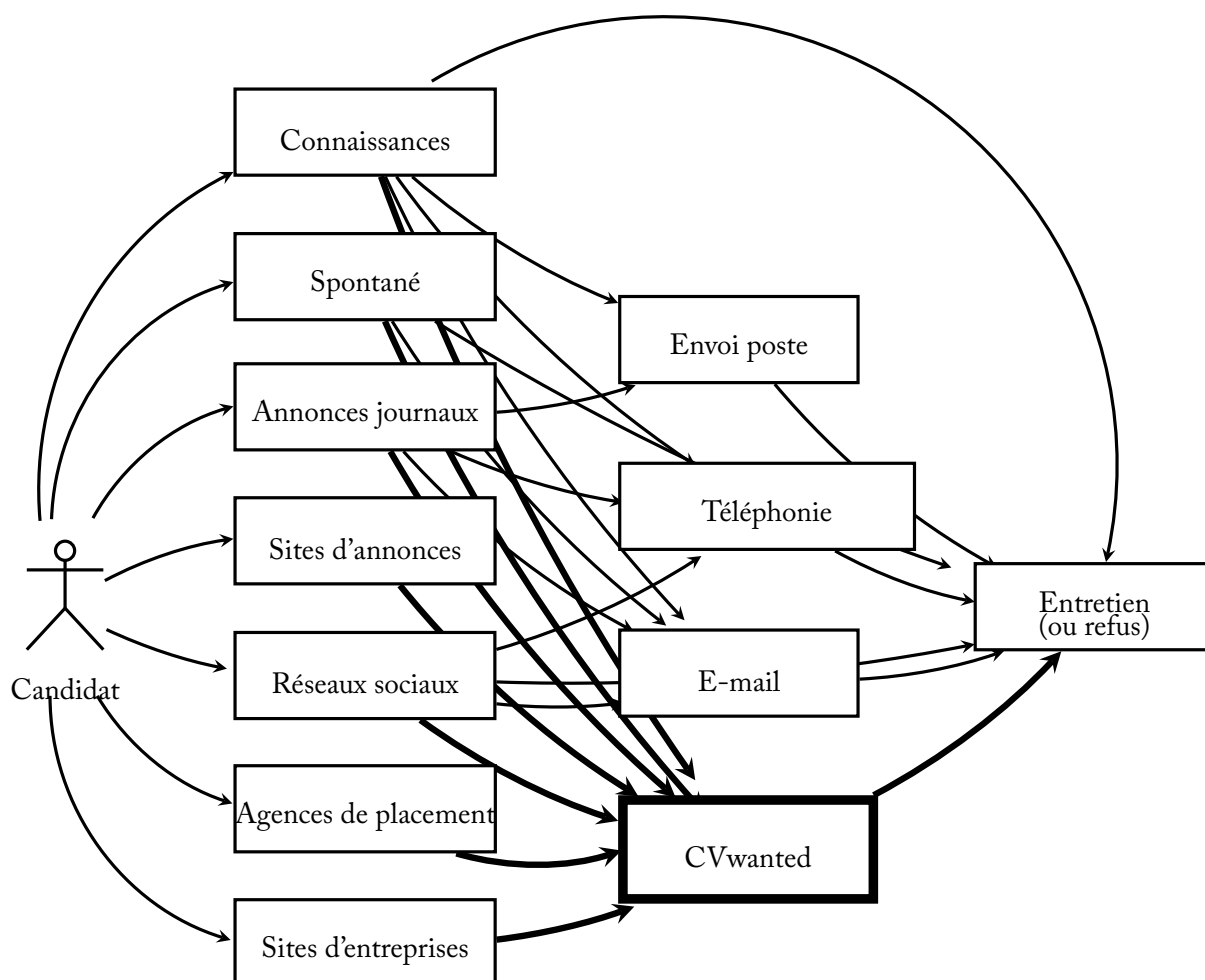 Connaissances
Spontané
Envoi poste
Annonces journaux
Téléphonie
Sites d'annonces
Entretien
(ou refus)
Réseaux sociaux
E-mail
Candidat
Agences de placement
CVwanted
Sites d'entreprises